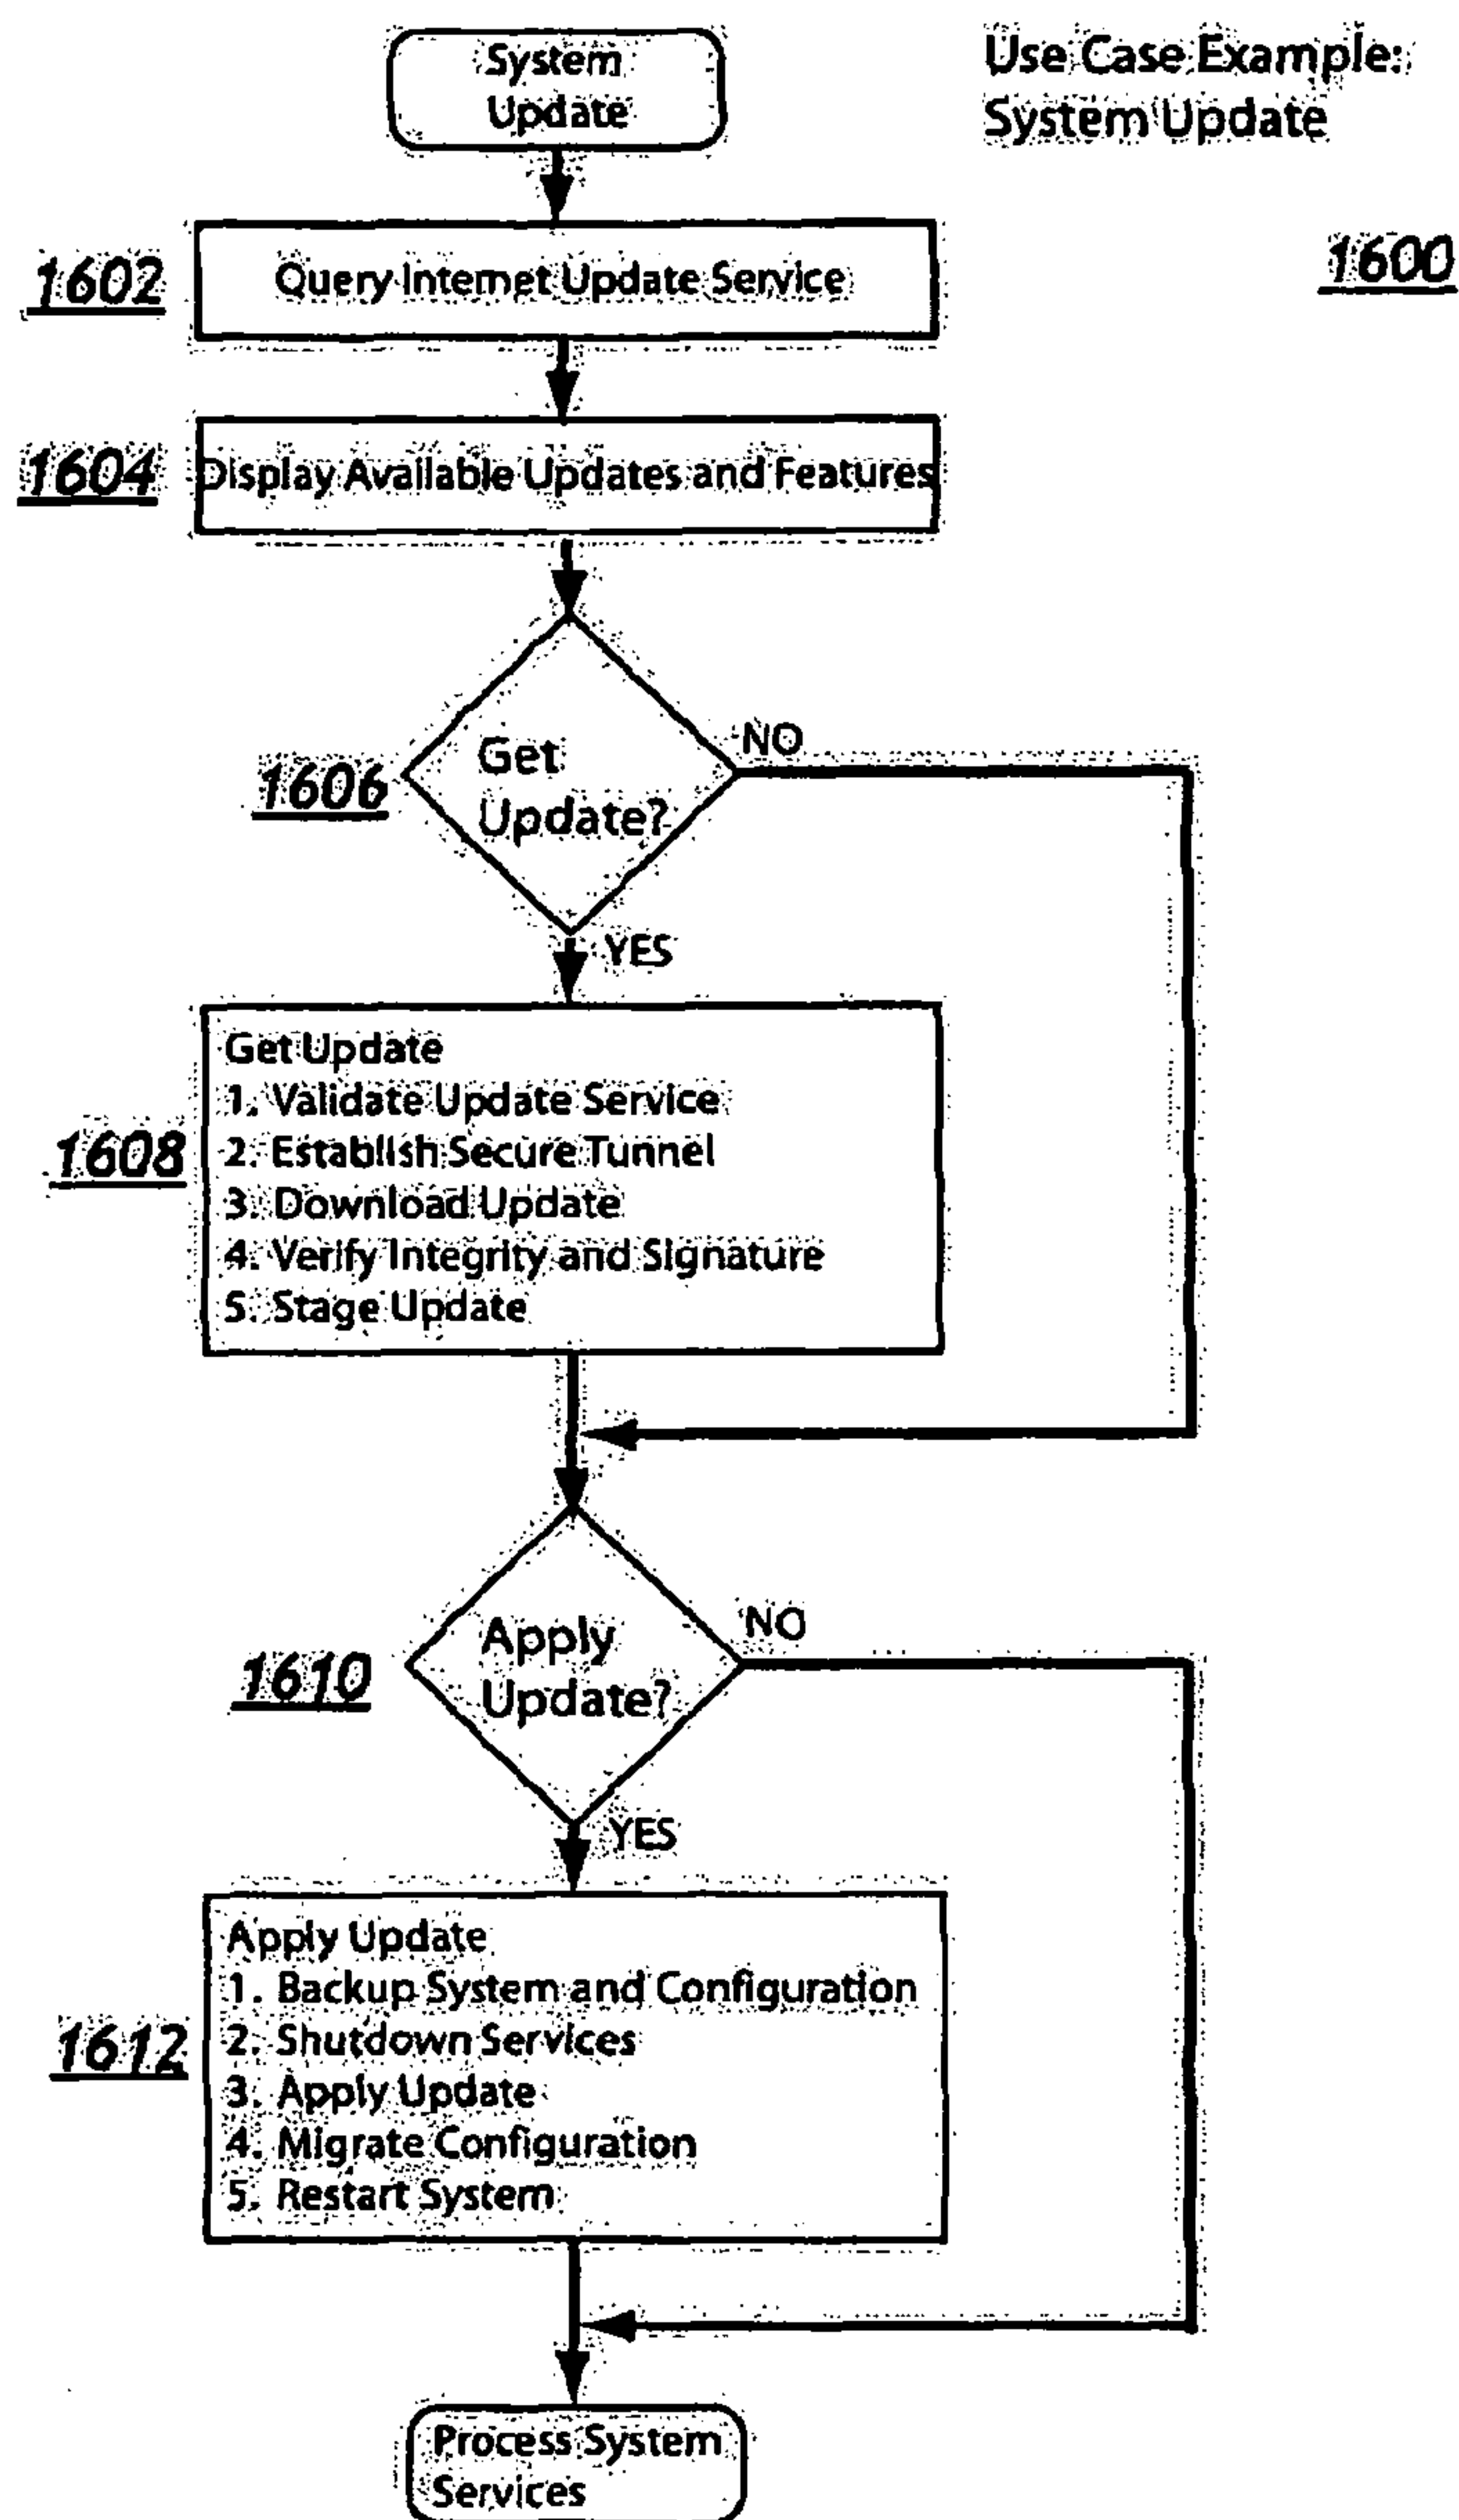 System
Update
Use Case Example:
System Update
1600
1602
Query Internet Update Service
1604
Display Available Updates and Features
1606
Get
Update?
NO
YES
1608
Get Update
1. Validate Update Service
2. Establish Secure Tunnel
3. Download Update
4. Verify Integrity and Signature
5. Stage Update
1610
Apply
Update?
NO
YES
1612
Apply Update
1. Backup System and Configuration
2. Shutdown Services
3. Apply Update
4. Migrate Configuration
5. Restart System
Process System
Services